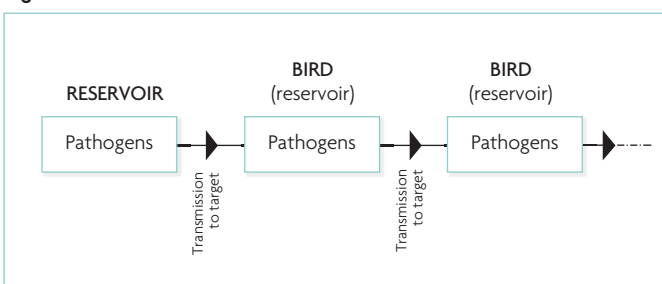 BIRD
(reservoir)
BIRD
(reservoir)
RESERVOIR
Pathogens
Pathogens
Pathogens
Transmission
to target
Transmission
to target